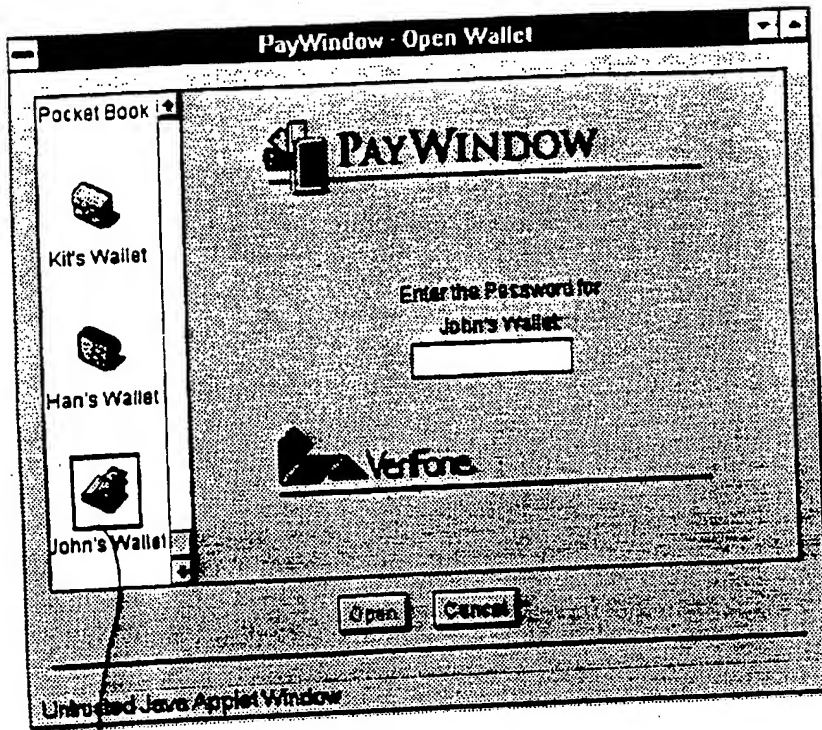 PayWindow - Open Wallet
Pocket Book i
PAYWINDOW
Kit's Wallet
Enter the Password for
John's Wallet:
Han's Wallet
VeriFone
John's Wallet
Open
Cancel
Untrusted Java Applet Window